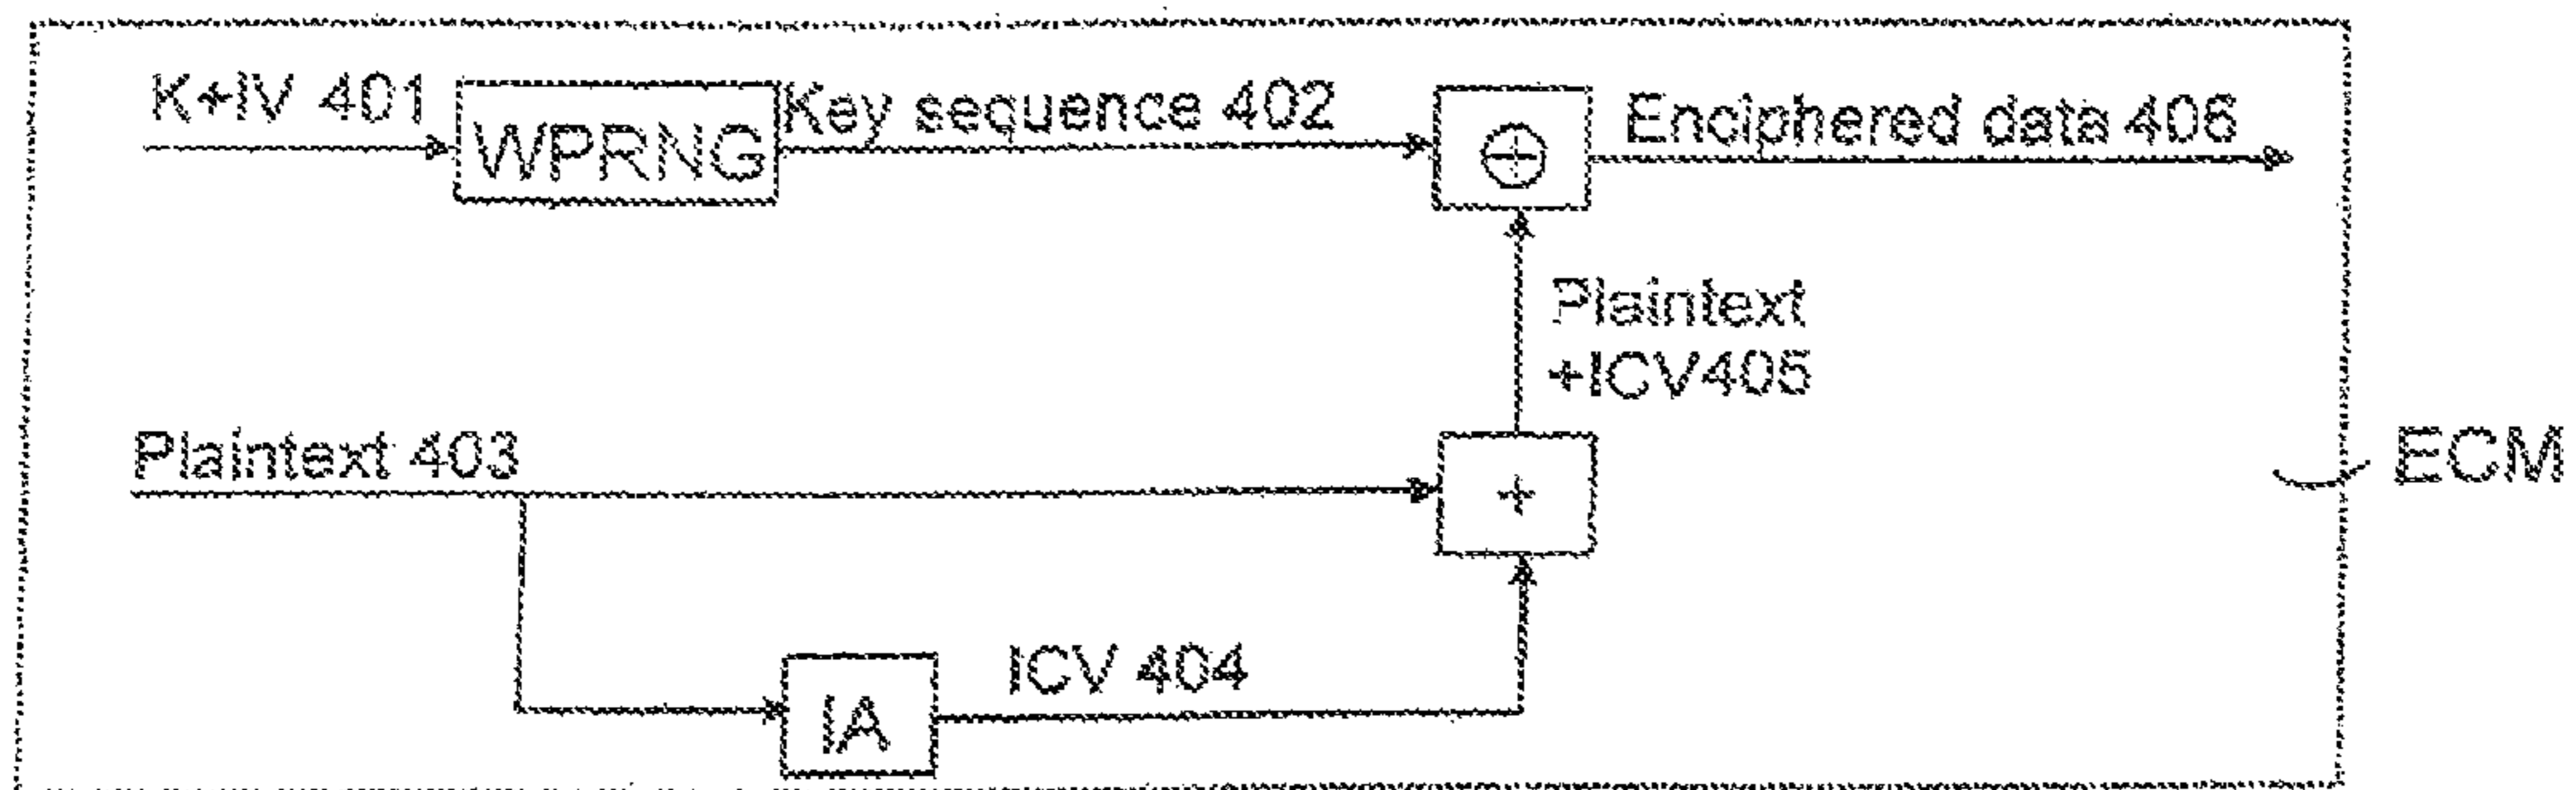 K+IV 401
WPRNG
Key sequence 402
⊕
Enciphered data 406
Plaintext
+ICV405
Plaintext 403
+
ECM
ICV 404
IA